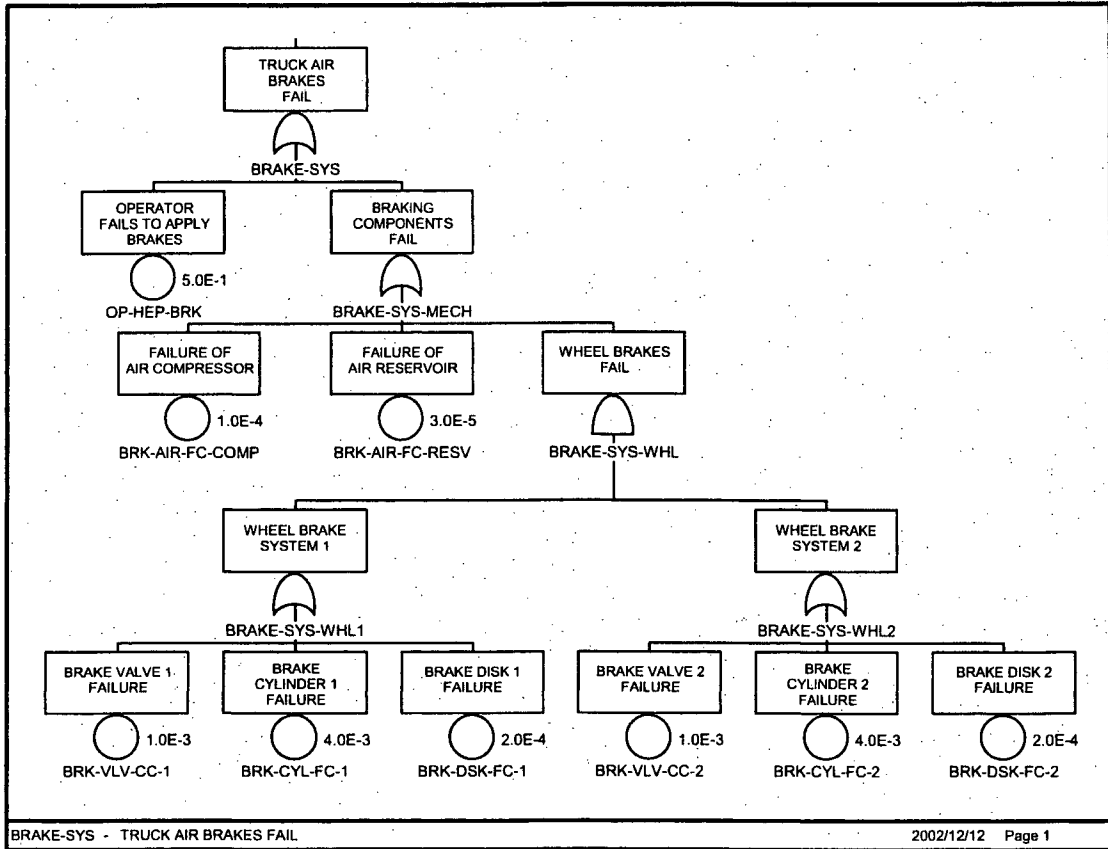 TRUCK AIR
BRAKES
FAIL
BRAKE-SYS
OPERATOR
FAILS TO APPLY
BRAKES
5.0E-1
OP-HEP-BRK
BRAKING
COMPONENTS
FAIL
BRAKE-SYS-MECH
FAILURE OF
AIR COMPRESSOR
1.0E-4
BRK-AIR-FC-COMP
FAILURE OF
AIR RESERVOIR
3.0E-5
BRK-AIR-FC-RESV
WHEEL BRAKES
FAIL
BRAKE-SYS-WHL
WHEEL BRAKE
SYSTEM 1
BRAKE-SYS-WHL1
WHEEL BRAKE
SYSTEM 2
BRAKE-SYS-WHL2
BRAKE VALVE 1
FAILURE
1.0E-3
BRK-VLV-CC-1
BRAKE
CYLINDER 1
FAILURE
4.0E-3
BRK-CYL-FC-1
BRAKE DISK 1
FAILURE
2.0E-4
BRK-DSK-FC-1
BRAKE VALVE 2
FAILURE
1.0E-3
BRK-VLV-CC-2
BRAKE
CYLINDER 2
FAILURE
4.0E-3
BRK-CYL-FC-2
BRAKE DISK 2
FAILURE
2.0E-4
BRK-DSK-FC-2
BRAKE-SYS - TRUCK AIR BRAKES FAIL
2002/12/12 Page 1